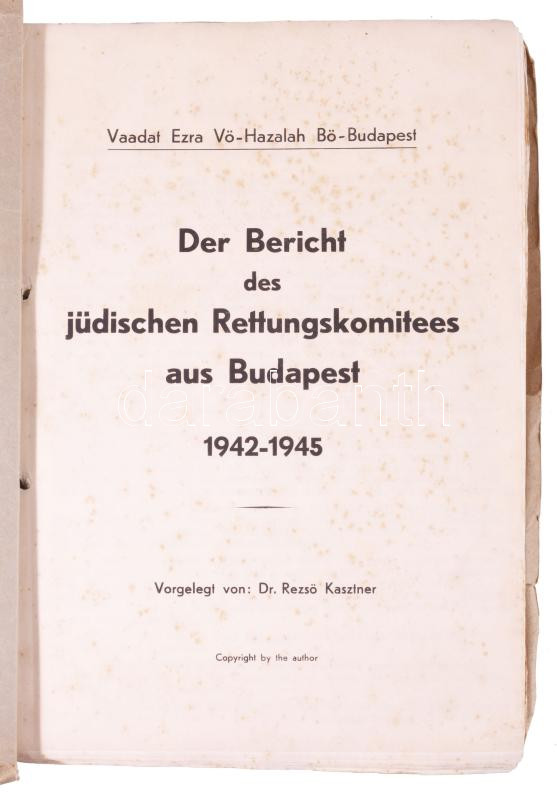 Vaadat Ezra Vö-Hazalah Bö-Budapest
Der Bericht
des
jüdischen Rettungskomitees
aus Budapest
darabanth
1942-1945
Vorgelegt von: Dr. Rezsö Kasztner
Copyright by the author